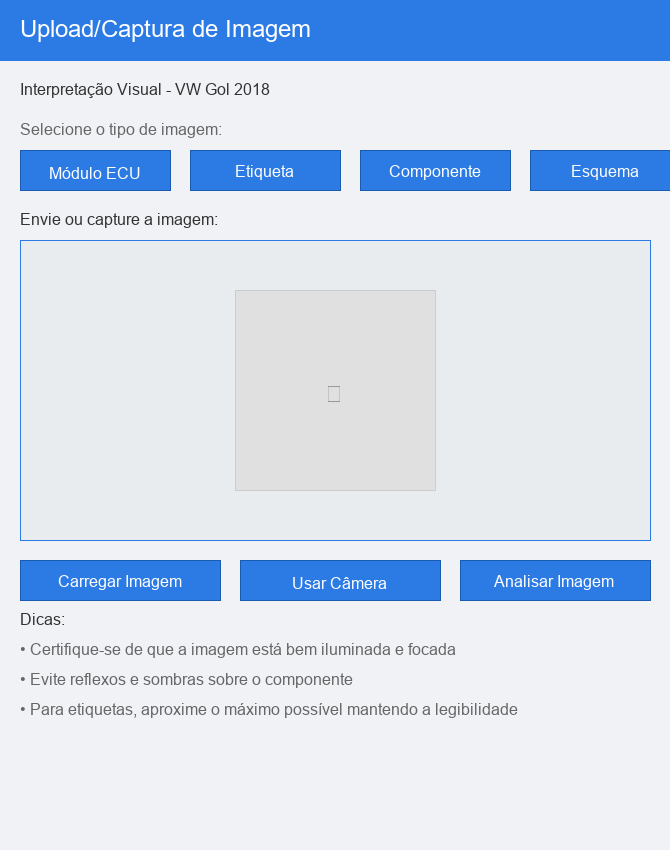 Upload/Captura de Imagem
Interpretação Visual - VW Gol 2018
Selecione o tipo de imagem:
Módulo ECU Etiqueta Componente Esquema
Envie ou capture a imagem:
Carregar Imagem Usar Câmera Analisar Imagem
Dicas:
• Certifique-se de que a imagem está bem iluminada e focada
• Evite reflexos e sombras sobre o componente
• Para etiquetas, aproxime o máximo possível mantendo a legibilidade